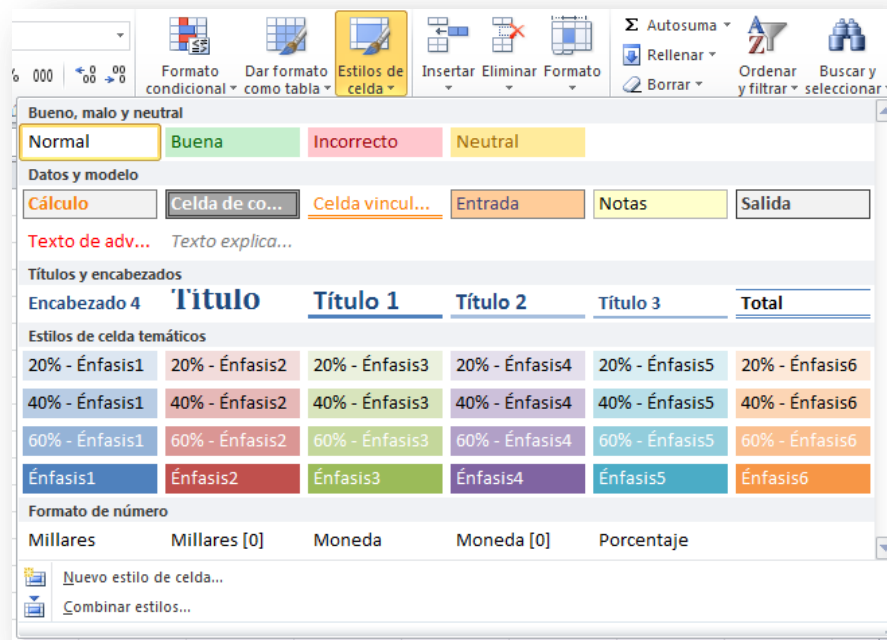 Σ Autosuma
% 000 ←,0 ,00 ,00 →,0
Formato condicional
Dar formato como tabla
Estilos de celda
Insertar Eliminar Formato
Rellenar
Borrar
Ordenar y filtrar
Buscar y seleccionar
Bueno, malo y neutral
Normal Buena Incorrecto Neutral
Datos y modelo
Cálculo Celda de co... Celda vincul... Entrada Notas Salida
Texto de adv... Texto explica...
Títulos y encabezados
Encabezado 4 Título Título 1 Título 2 Título 3 Total
Estilos de celda temáticos
20% - Énfasis1 20% - Énfasis2 20% - Énfasis3 20% - Énfasis4 20% - Énfasis5 20% - Énfasis6
40% - Énfasis1 40% - Énfasis2 40% - Énfasis3 40% - Énfasis4 40% - Énfasis5 40% - Énfasis6
60% - Énfasis1 60% - Énfasis2 60% - Énfasis3 60% - Énfasis4 60% - Énfasis5 60% - Énfasis6
Énfasis1 Énfasis2 Énfasis3 Énfasis4 Énfasis5 Énfasis6
Formato de número
Millares Millares [0] Moneda Moneda [0] Porcentaje
Nuevo estilo de celda...
Combinar estilos...